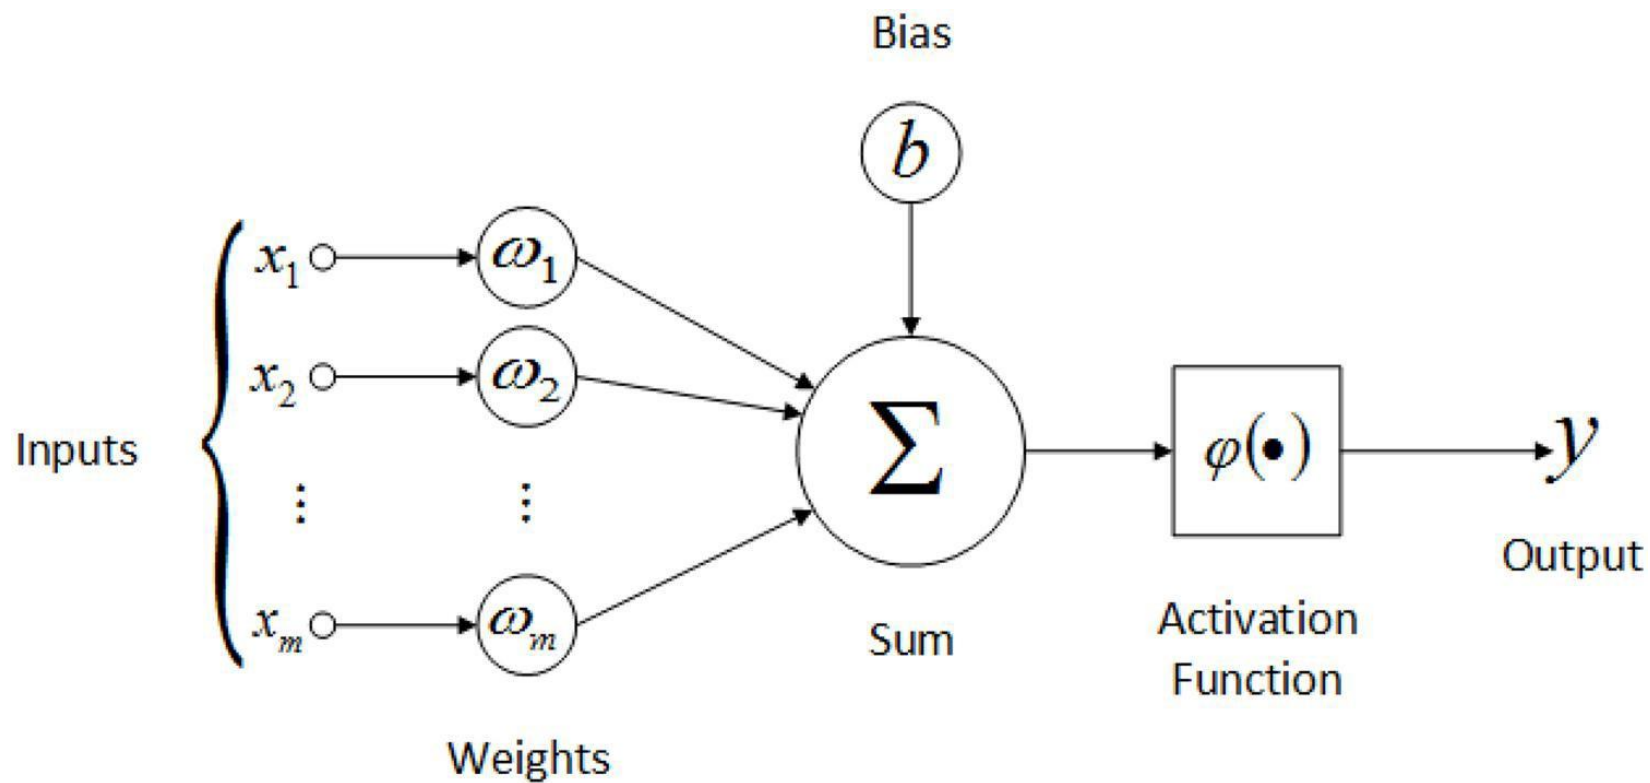 Bias
b
x₁ ω₁
x₂ ω₂
Inputs
Σ
φ(•)
y
⋮ ⋮
Output
xₘ ωₘ
Sum
Activation
Function
Weights